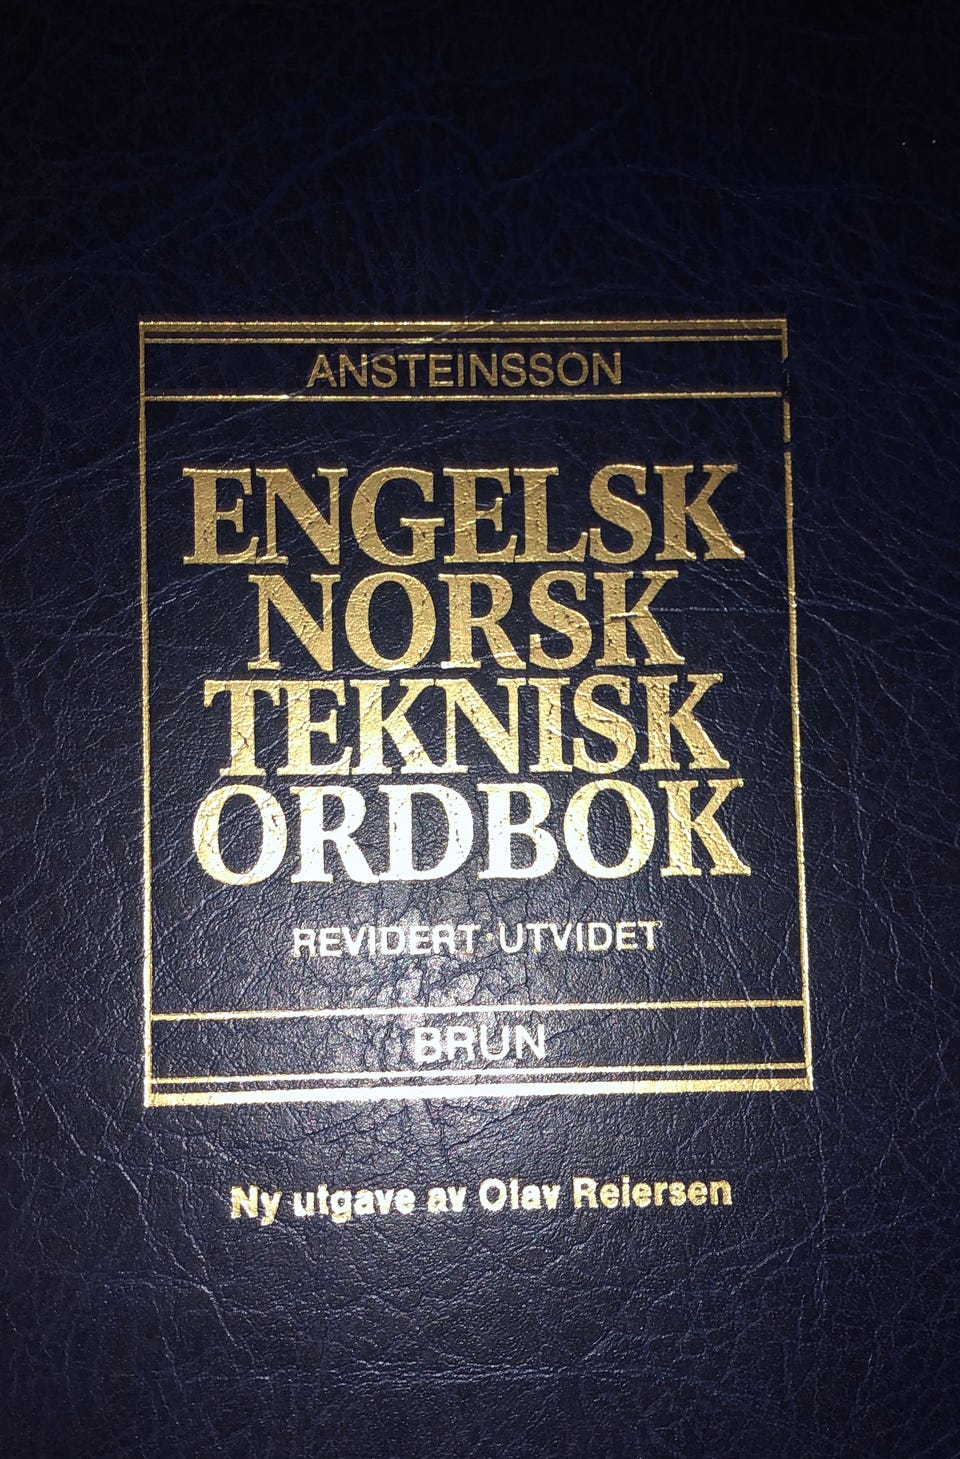 ANSTEINSSON
ENGELSK
NORSK
TEKNISK
ORDBOK
REVIDERT·UTVIDET
BRUN
Ny utgave av Olav Reiersen